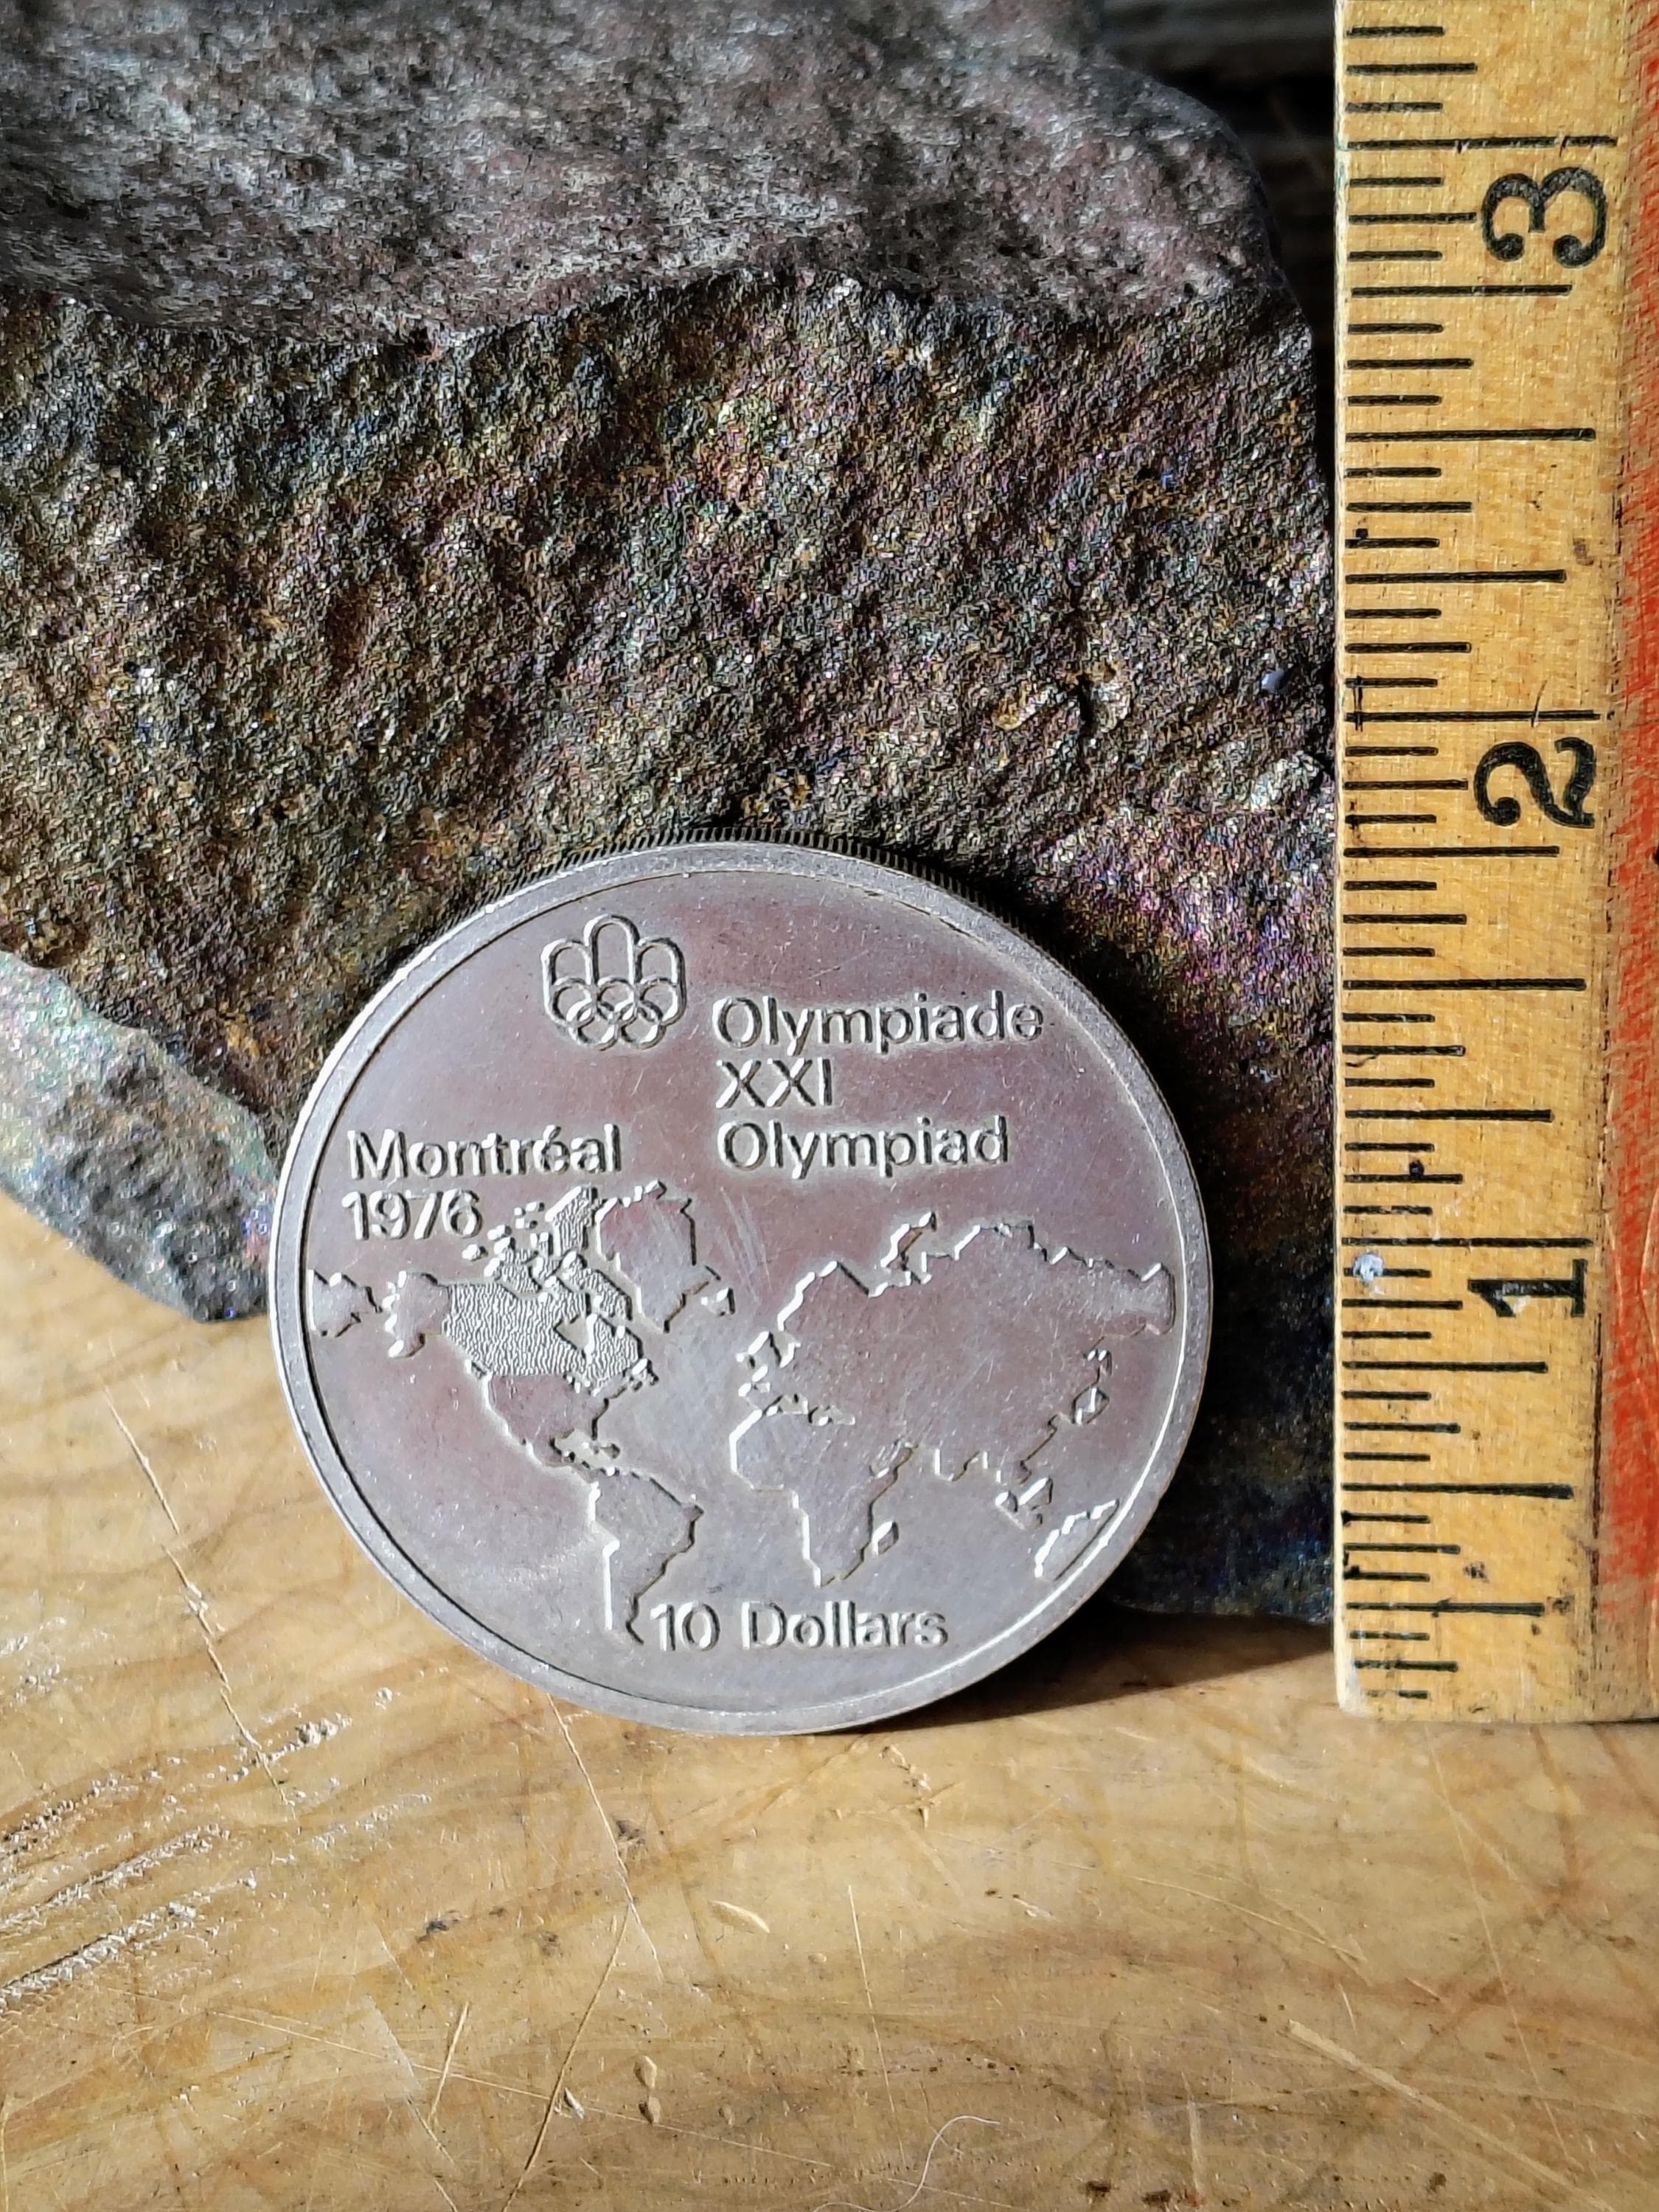 Olympiade
XXI
Olympiad
Montréal
1976
10 Dollars
3
2
1